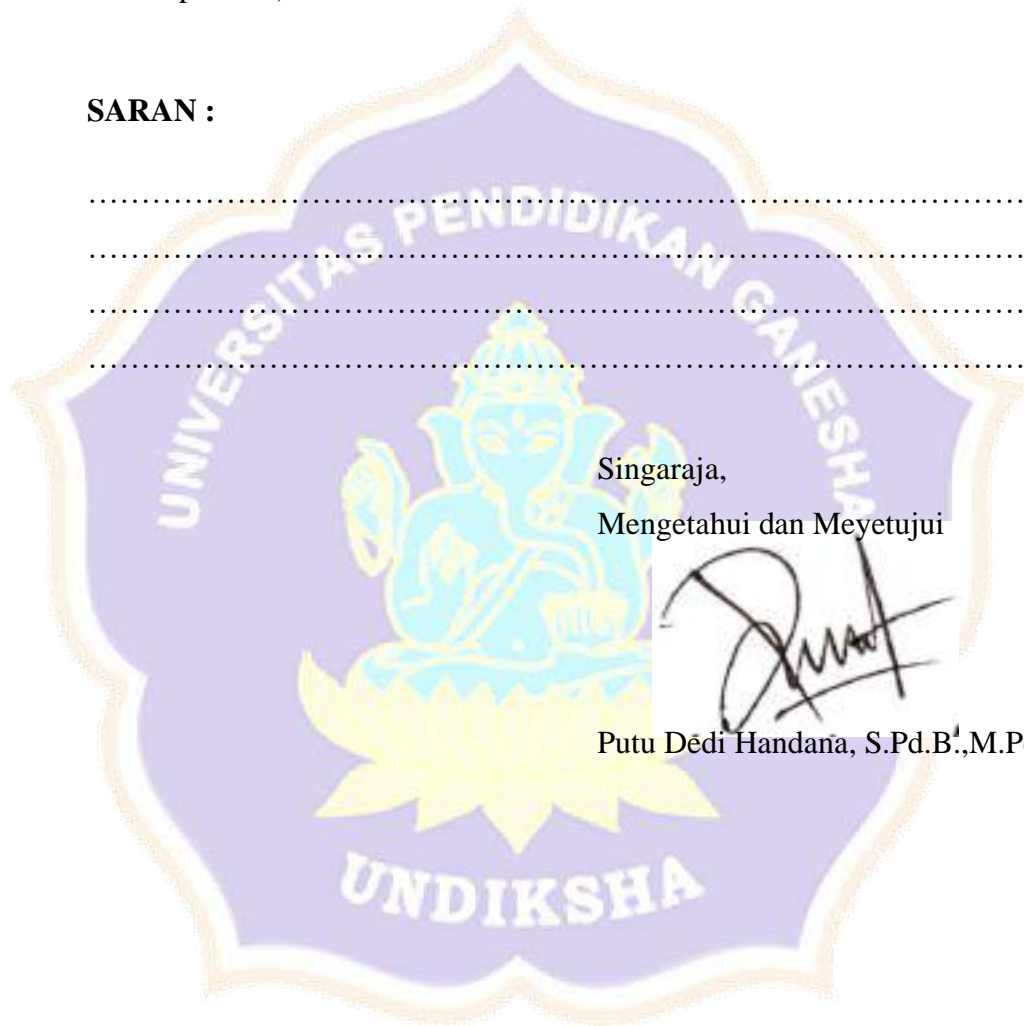 SARAN :
……………………………………………………………………………
……………………………………………………………………………
……………………………………………………………………………
……………………………………………………………………………
UNIVERSITAS PENDIDIKAN GANESHA
Singaraja,
Mengetahui dan Meyetujui
Putu Dedi Handana, S.Pd.B.,
UNDIKSHA